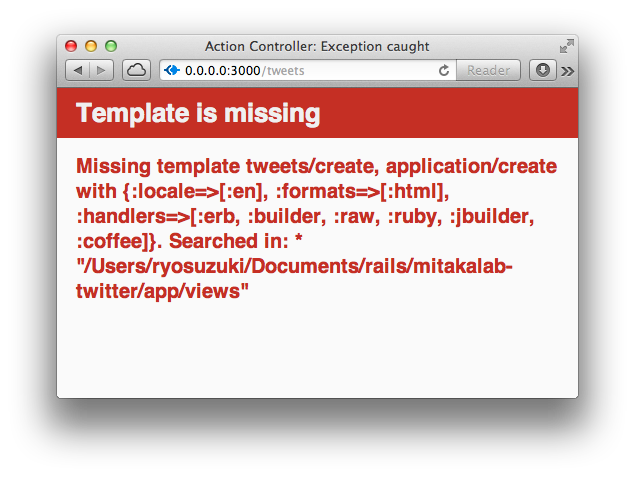 Action Controller: Exception caught
0.0.0.0:3000/tweets
Reader
Template is missing
Missing template tweets/create, application/create
with {:locale=>[:en], :formats=>[:html],
:handlers=>[:erb, :builder, :raw, :ruby, :jbuilder,
:coffee]}. Searched in: *
"/Users/ryosuzuki/Documents/rails/mitakalab-
twitter/app/views"